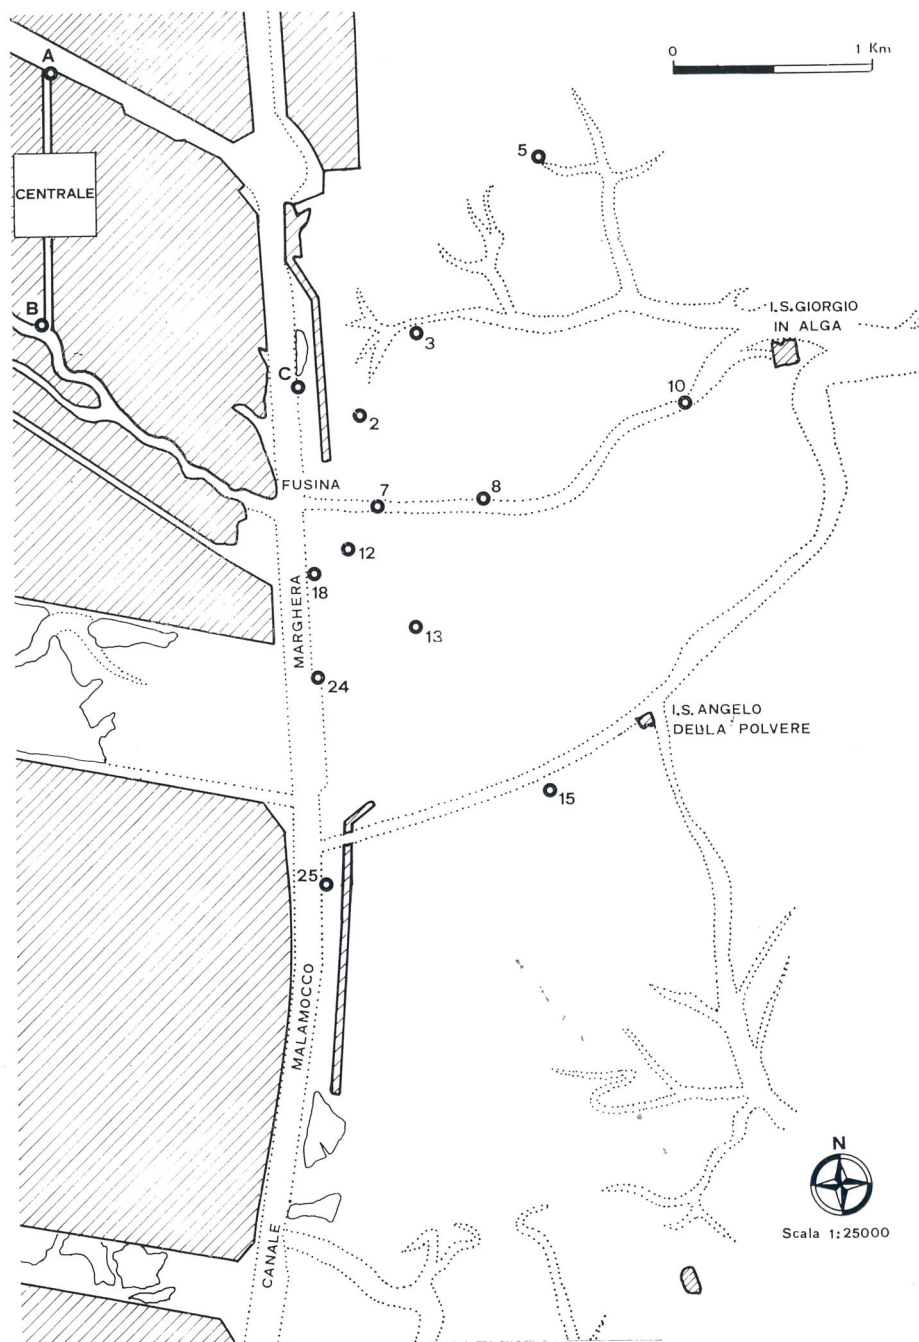 A
0 1 Km
5
CENTRALE
I.S.GIORGIO
IN ALGA
B
3
C
10
2
FUSINA
7
8
12
18
MARGHERA
13
24
I.S. ANGELO
DELLA POLVERE
15
25
MALAMOCCO
N
Scala 1:25000
CANALE